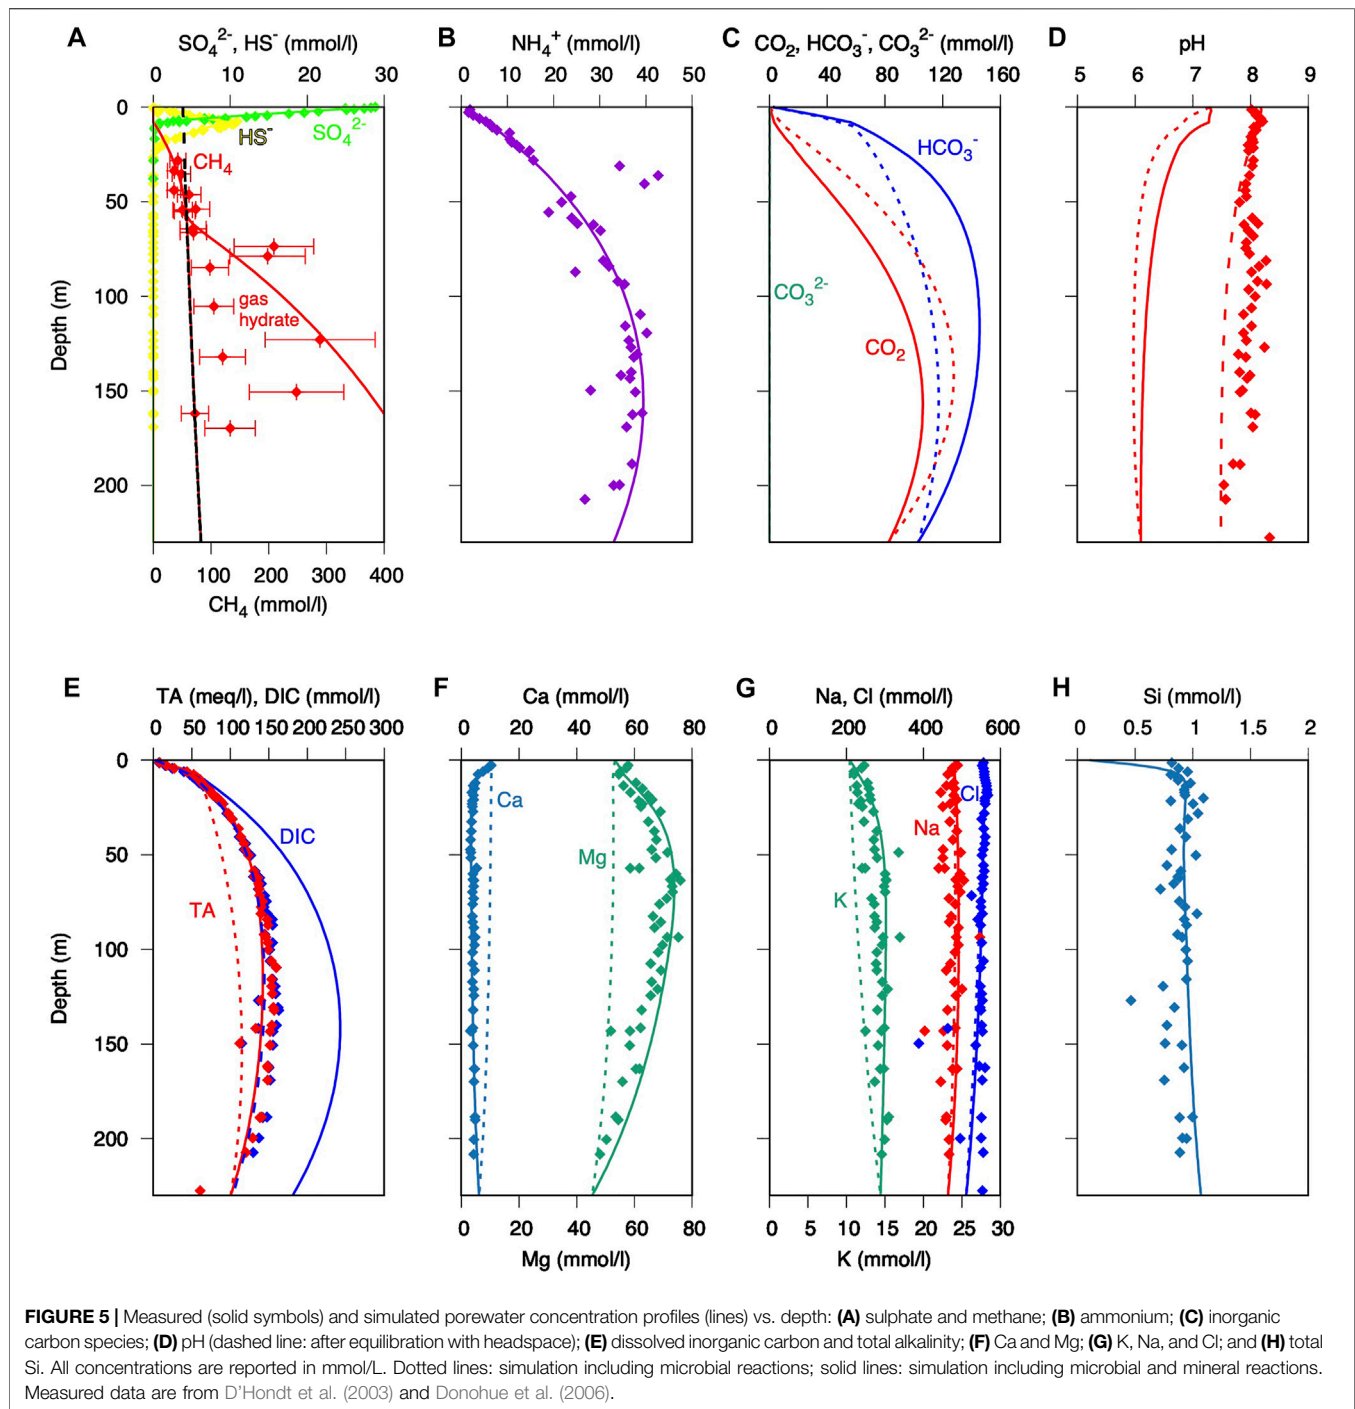 A
SO₄²⁻, HS⁻ (mmol/l)
0 10 20 30
B
NH₄⁺ (mmol/l)
0 10 20 30 40 50
C
CO₂, HCO₃⁻, CO₃²⁻ (mmol/l)
0 40 80 120 160
D
pH
5 6 7 8 9
Depth (m)
0
50
100
150
200
HS⁻
SO₄²⁻
CH₄
gas
hydrate
0 100 200 300 400
CH₄ (mmol/l)
HCO₃⁻
CO₃²⁻
CO₂
E
TA (meq/l), DIC (mmol/l)
0 50 100 150 200 250 300
F
Ca (mmol/l)
0 20 40 60 80
G
Na, Cl (mmol/l)
0 200 400 600
H
Si (mmol/l)
0 0.5 1 1.5 2
Depth (m)
0
50
100
150
200
DIC
TA
Ca
Mg
0 20 40 60 80
Mg (mmol/l)
Cl
Na
K
0 5 10 15 20 25 30
K (mmol/l)
FIGURE 5 | Measured (solid symbols) and simulated porewater concentration profiles (lines) vs. depth: (A) sulphate and methane; (B) ammonium; (C) inorganic
carbon species; (D) pH (dashed line: after equilibration with headspace); (E) dissolved inorganic carbon and total alkalinity; (F) Ca and Mg; (G) K, Na, and Cl; and (H) total
Si. All concentrations are reported in mmol/L. Dotted lines: simulation including microbial reactions; solid lines: simulation including microbial and mineral reactions.
Measured data are from D’Hondt et al. (2003) and Donohue et al. (2006).